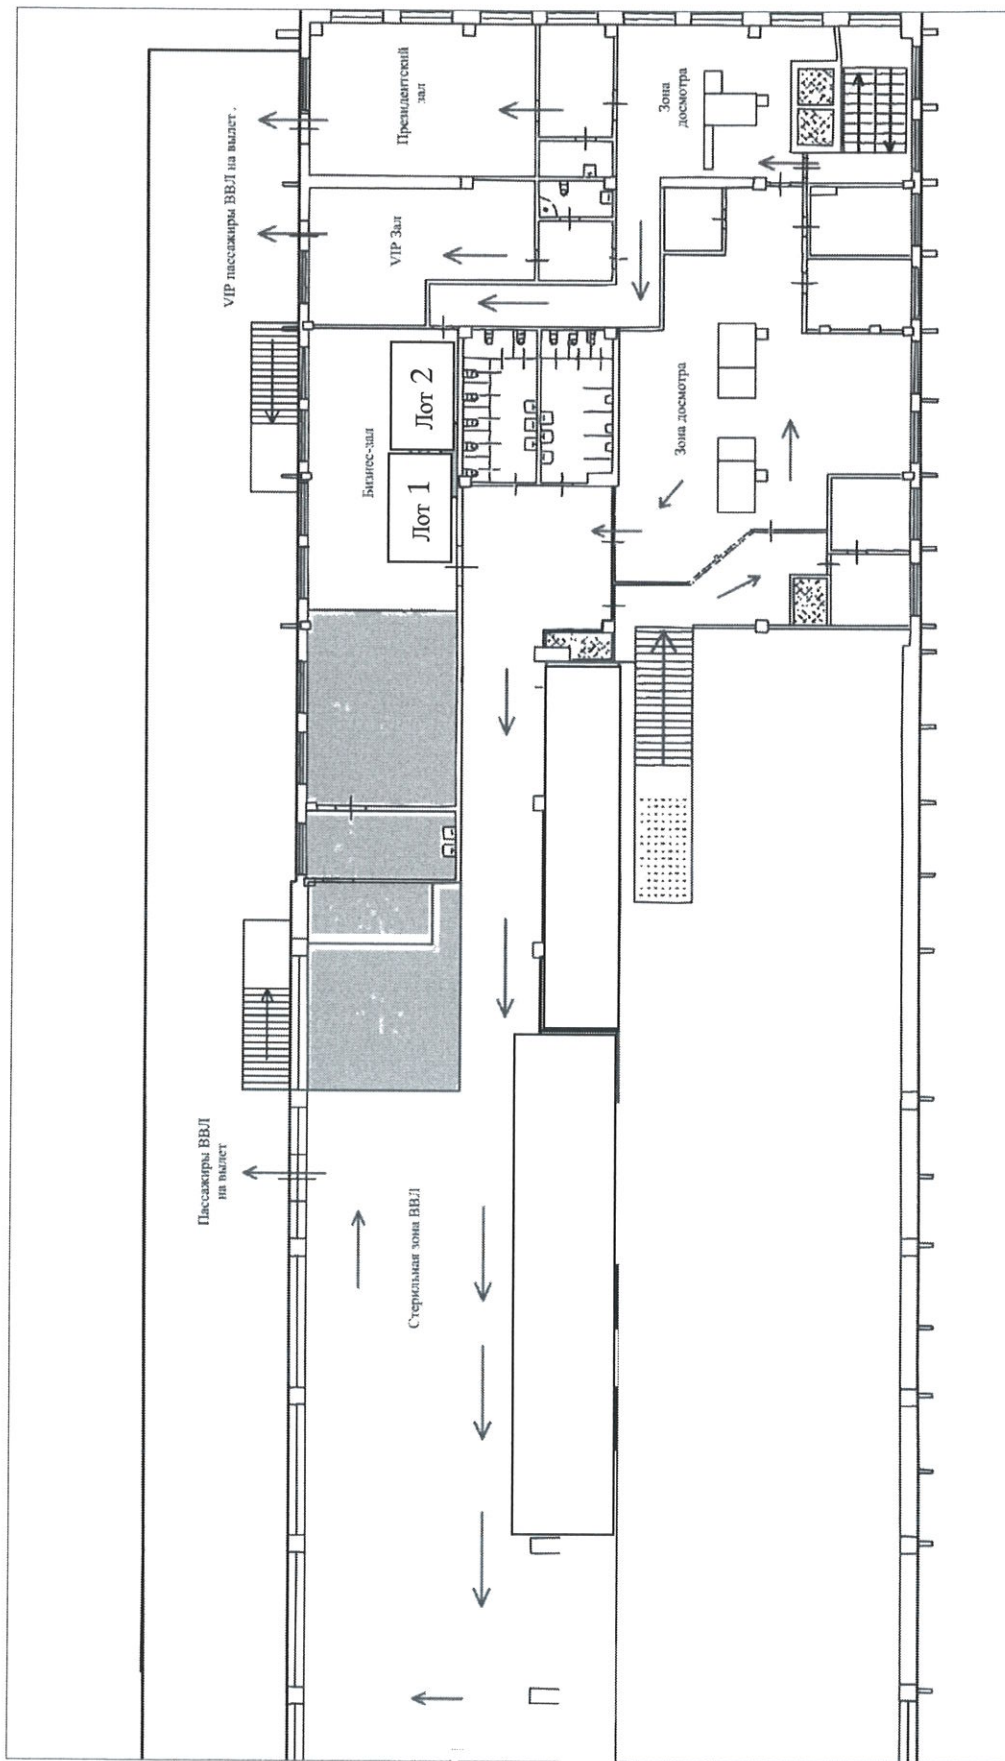 VIP пассажиры ВВЛ на вылет.
Президентский
зал
VIP Зал
Зона
досмотра
Бизнес-зал
Лот 1
Лот 2
Зона досмотра
Пассажиры ВВЛ
на вылет
Стерильная зона ВВЛ